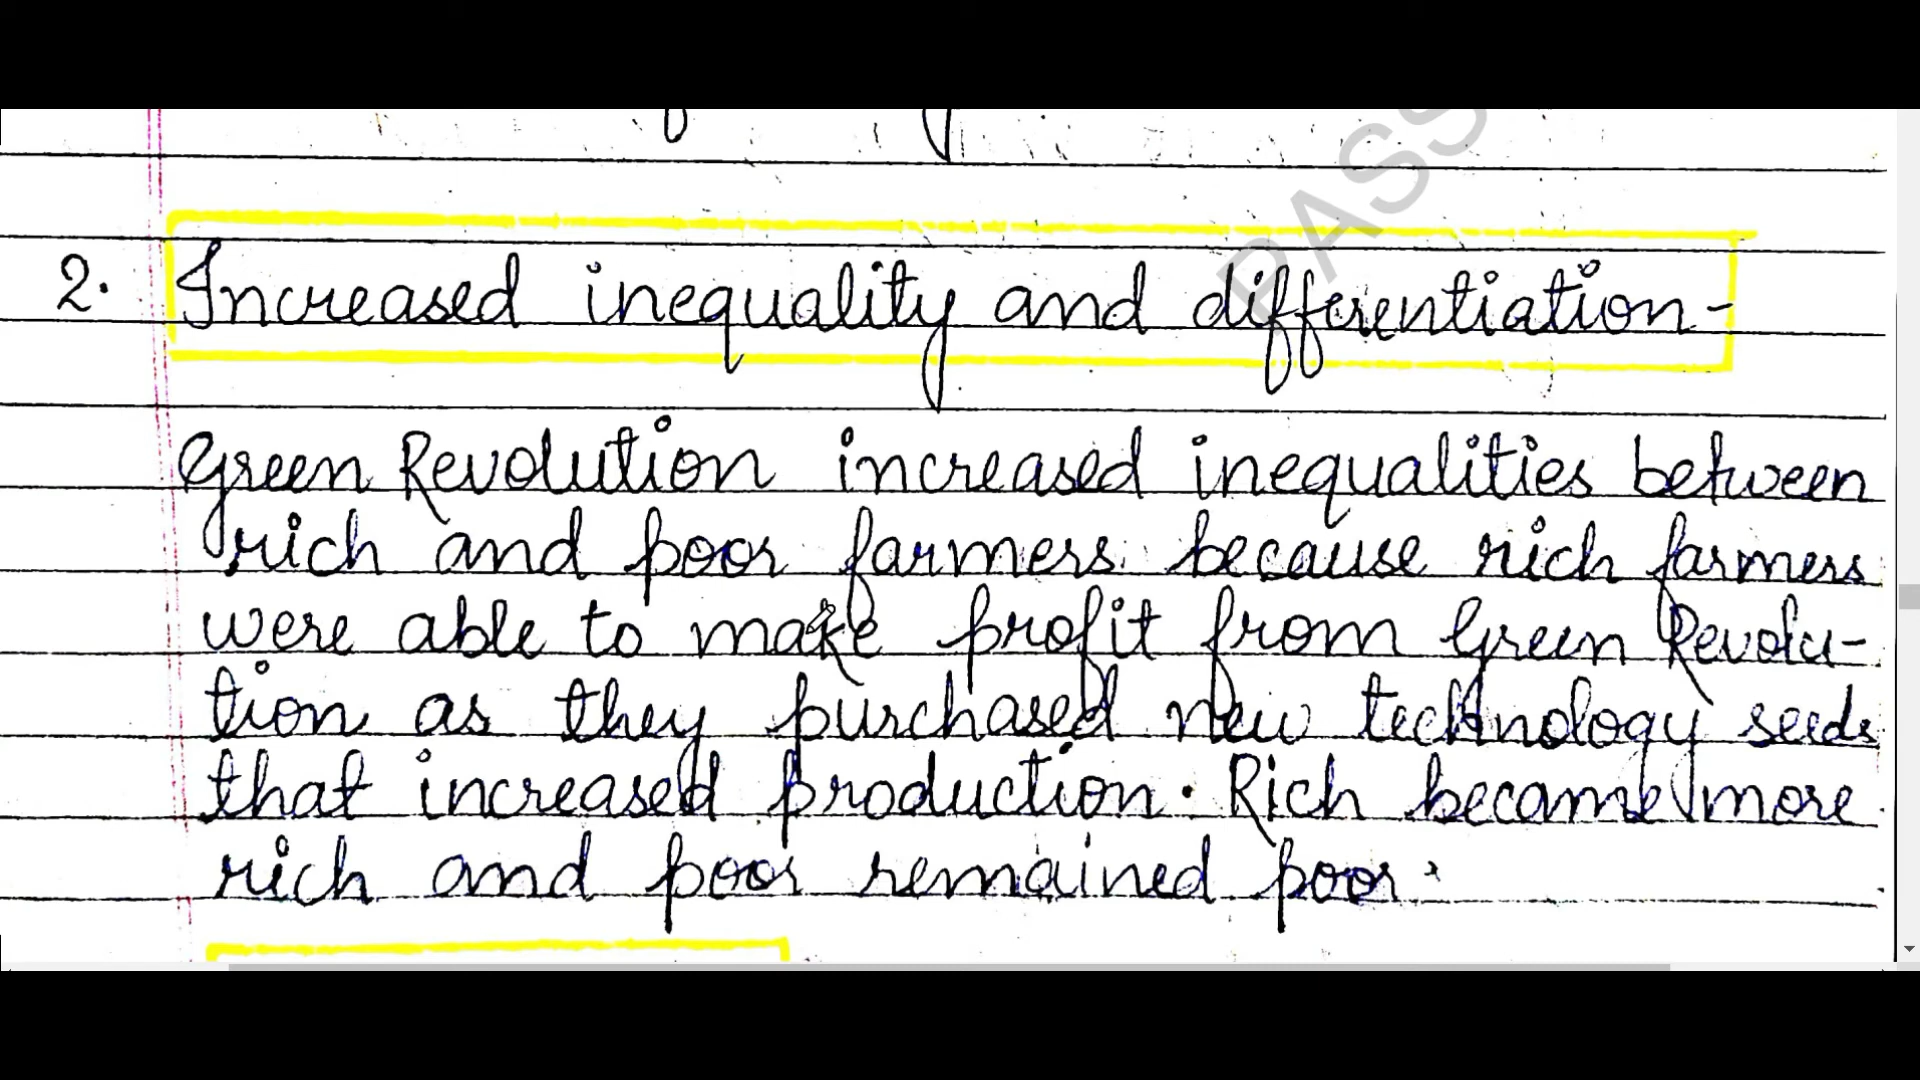 PASS
2. Increased inequality and differentiation-
Green Revolution increased inequalities between
rich and poor farmers because rich farmers
were able to make profit from Green Revolu-
tion as they purchased new technology seeds
that increased production. Rich became more
rich and poor remained poor.